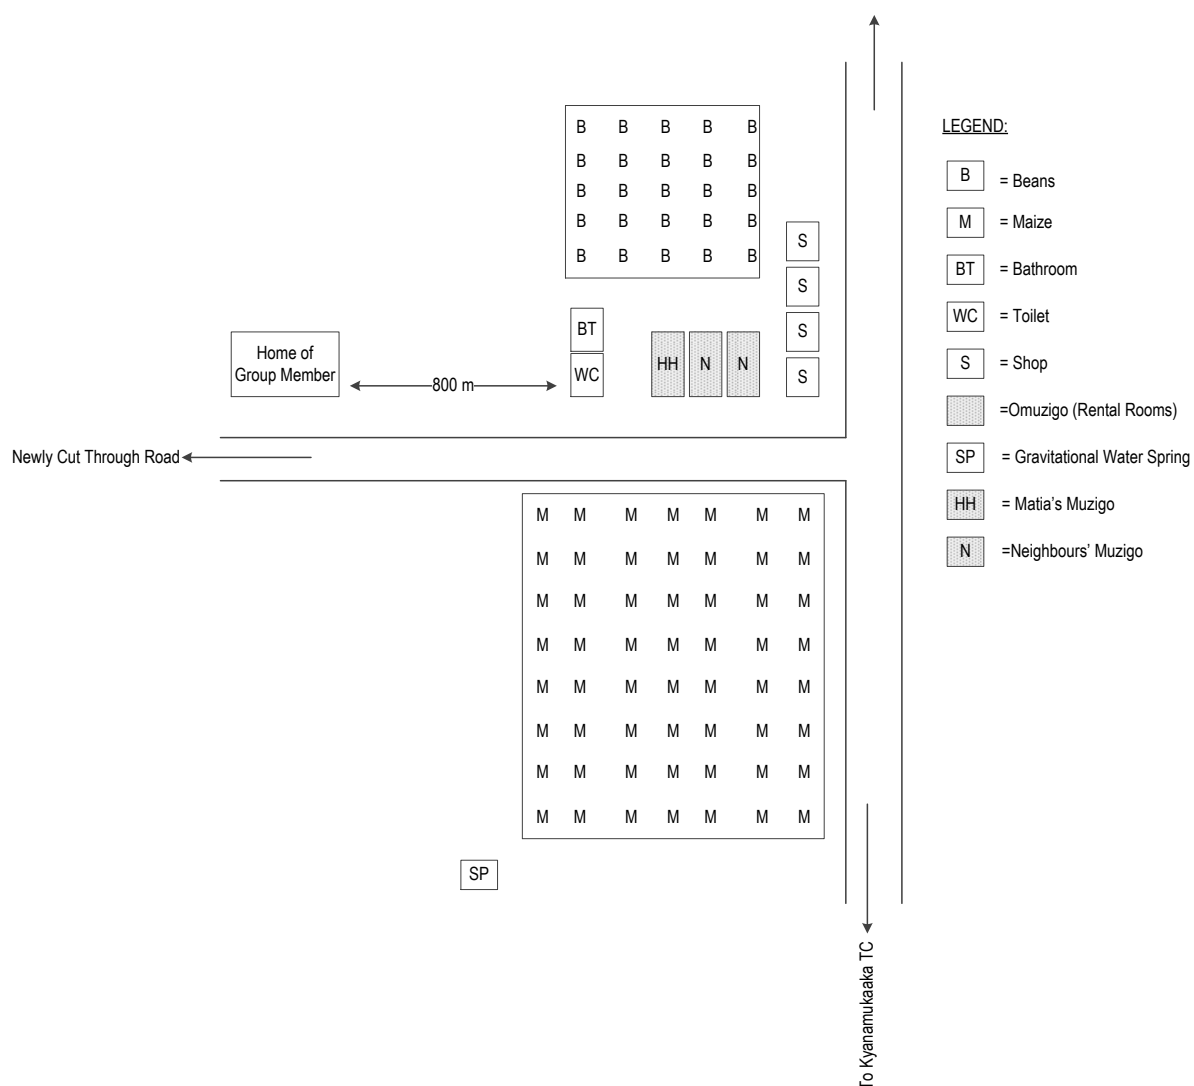 B B B B B
B B B B B
B B B B B
B B B B B
B B B B B
S
S
S
S
BT
WC
HH N N
Home of
Group Member
800 m
Newly Cut Through Road
M M M M M M M
M M M M M M M
M M M M M M M
M M M M M M M
M M M M M M M
M M M M M M M
M M M M M M M
M M M M M M M
SP
To Kyanamukaaka TC
LEGEND:
B = Beans
M = Maize
BT = Bathroom
WC = Toilet
S = Shop
=Omuzigo (Rental Rooms)
SP = Gravitational Water Spring
HH = Matia's Muzigo
N =Neighbours' Muzigo